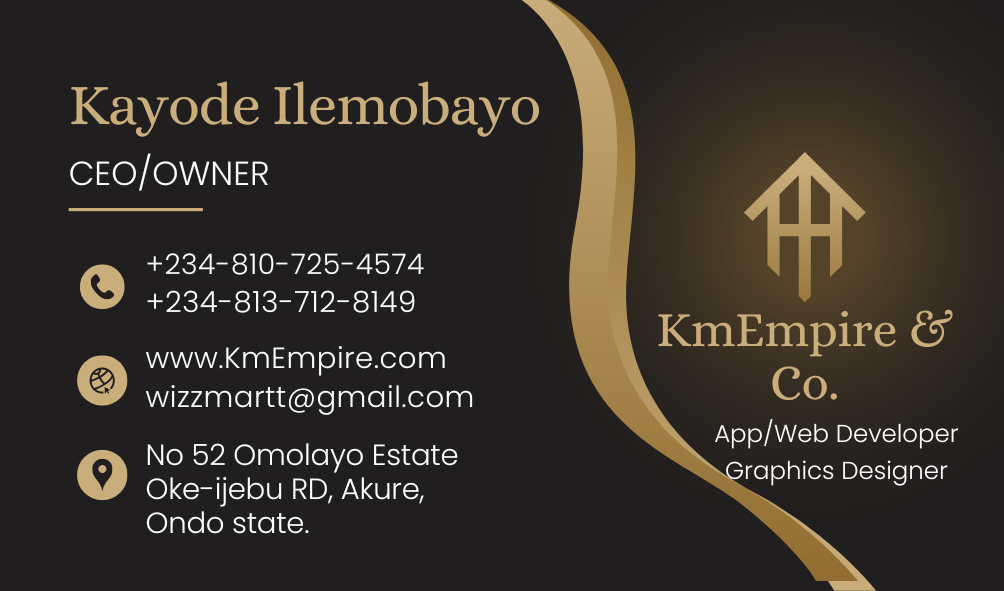 Kayode Ilemobayo
CEO/OWNER
+234-810-725-4574
+234-813-712-8149
www.KmEmpire.com
wizzmartt@gmail.com
No 52 Omolayo Estate
Oke-ijebu RD, Akure,
Ondo state.
KmEmpire &
Co.
App/Web Developer
Graphics Designer